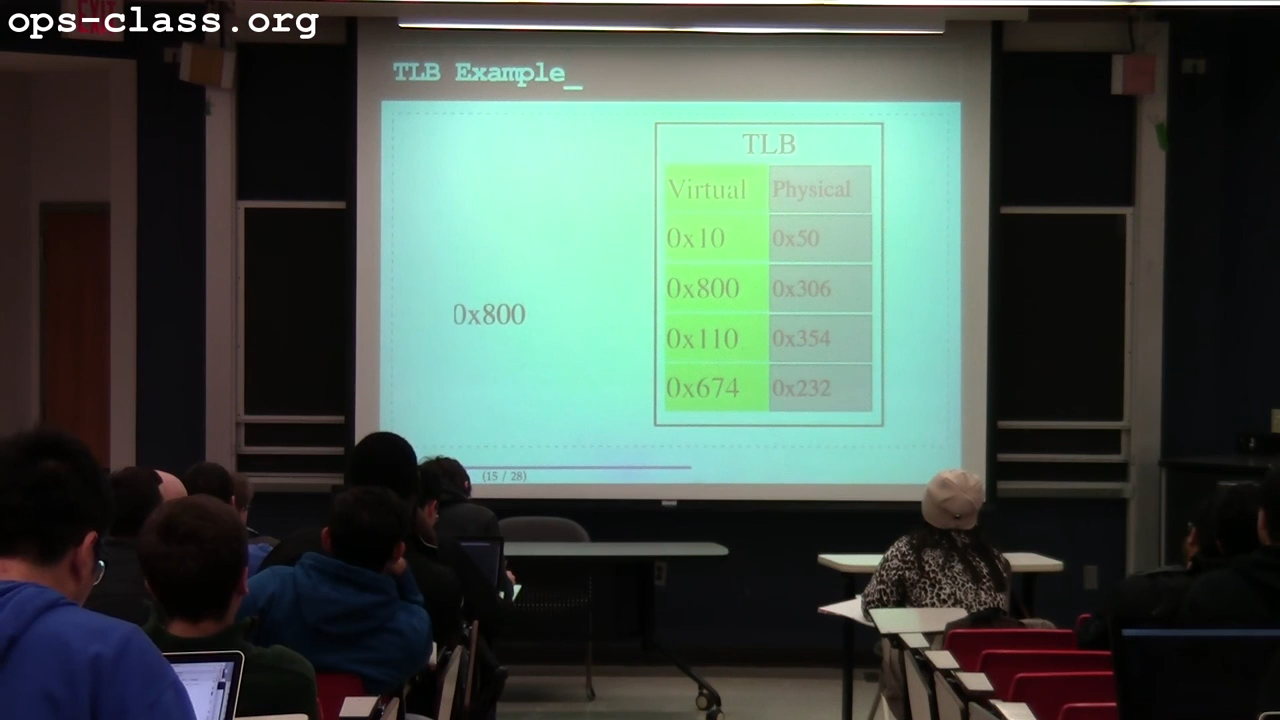 ops-class.org
EXIT
TLB Example_
TLB
Virtual Physical
0x10 0x50
0x800 0x306
0x110 0x354
0x674 0x232
0x800
(15 / 28)